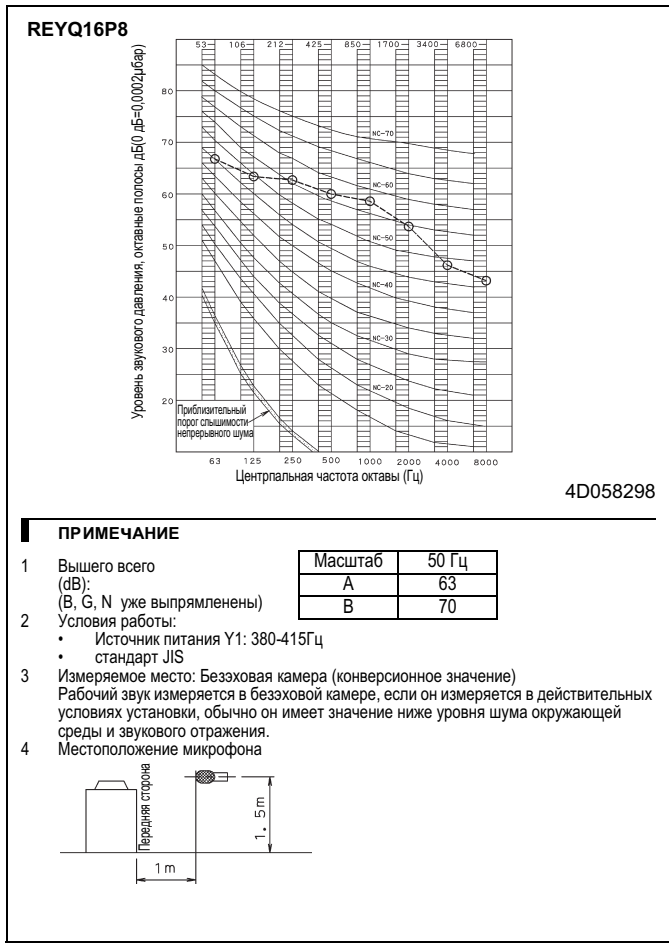 REYQ16P8
Уровень звукового давления, октавные полосы дБ(0 дБ=0,0002µбар)
53 106 212 425 850 1700 3400 6800
80
70
60
50
40
30
20
NC-70
NC-60
NC-50
NC-40
NC-30
NC-20
Приблизительный
порог слышимости
непрерывного шума
63 125 250 500 1000 2000 4000 8000
Центрпальная частота октавы (Гц)
4D058298
ПРИМЕЧАНИЕ
1 Вышего всего
(dB):
(B, G, N уже выпрямленены)
Масштаб 50 Гц
A 63
B 70
2 Условия работы:
• Источник питания Y1: 380-415Гц
• стандарт JIS
3 Измеряемое место: Безэховая камера (конверсионное значение)
Рабочий звук измеряется в безэховой камере, если он измеряется в действительных
условиях установки, обычно он имеет значение ниже уровня шума окружающей
среды и звукового отражения.
4 Местоположение микрофона
Передняя сторона
1. 5m
1 m